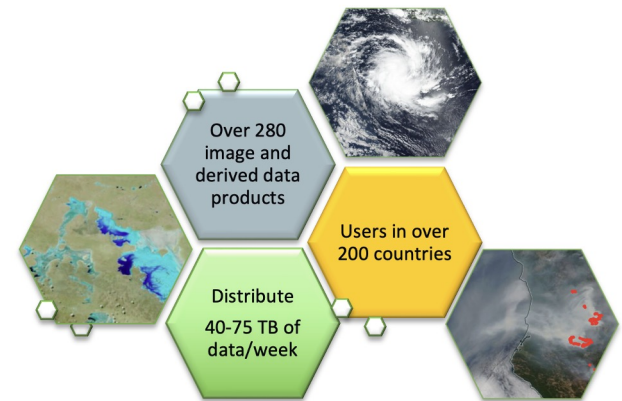 Over 280
image and
derived data
products
Users in over
200 countries
Distribute
40-75 TB of
data/week